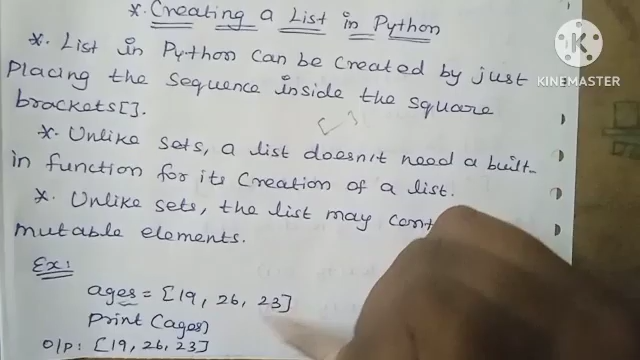 *. Creating a List in Python
*. List in Python can be created by just
Placing the sequence inside the square
brackets[].
[ ]
*. Unlike sets, a list doesn't need a built-
in function for its creation of a list.
*. Unlike sets, the list may cont
mutable elements.
Ex:
ages = [19, 26, 23]
Print (ages)
O/P: [19, 26, 23]
KINEMASTER